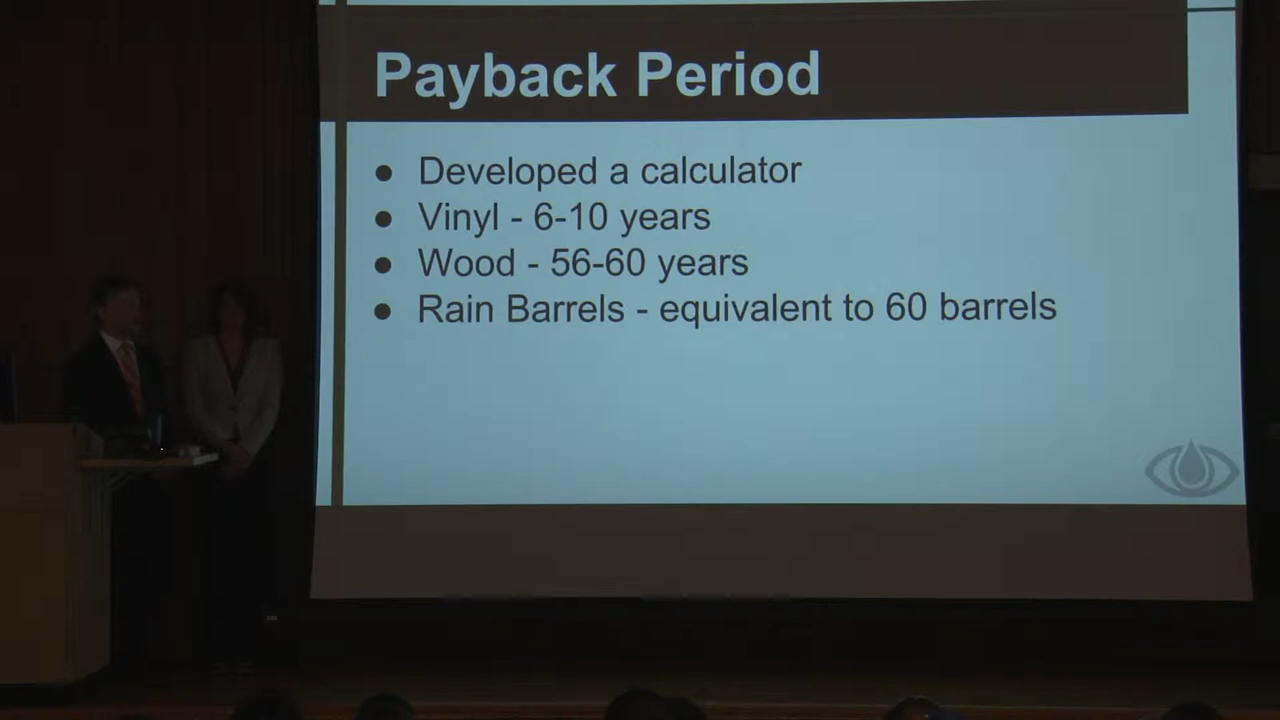 Payback Period
● Developed a calculator
● Vinyl - 6-10 years
● Wood - 56-60 years
● Rain Barrels - equivalent to 60 barrels